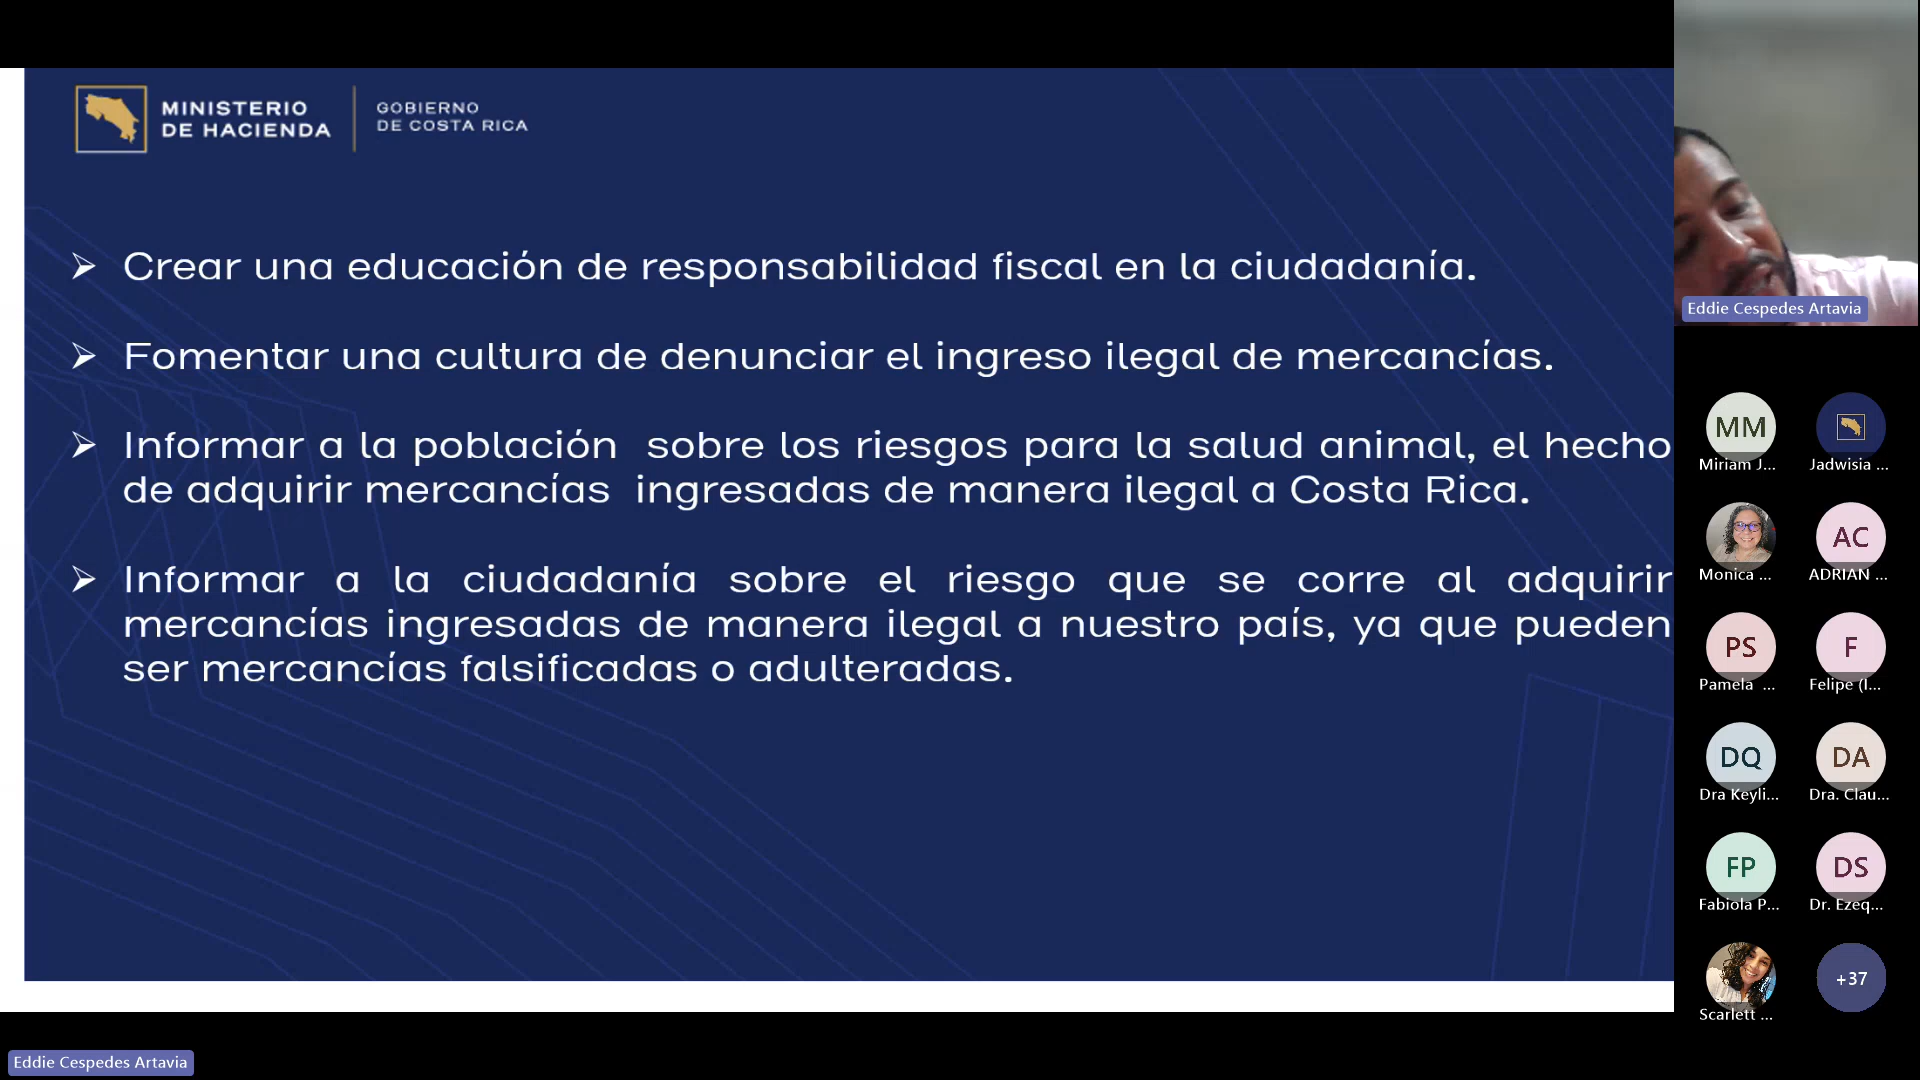 MINISTERIO
DE HACIENDA
GOBIERNO
DE COSTA RICA
➢ Crear una educación de responsabilidad fiscal en la ciudadanía.
➢ Fomentar una cultura de denunciar el ingreso ilegal de mercancías.
➢ Informar a la población  sobre los riesgos para la salud animal, el hecho
de adquirir mercancías  ingresadas de manera ilegal a Costa Rica.
➢ Informar a la ciudadanía sobre el riesgo que se corre al adquirir
mercancías ingresadas de manera ilegal a nuestro país, ya que pueden
ser mercancías falsificadas o adulteradas.
Eddie Cespedes Artavia
MM
Miriam J...
Jadwisia ...
Monica ...
AC
ADRIAN ...
PS
Pamela ...
F
Felipe (I...
DQ
Dra Keyli...
DA
Dra. Clau...
FP
Fabiola P...
DS
Dr. Ezeq...
Scarlett ...
+37
Eddie Cespedes Artavia